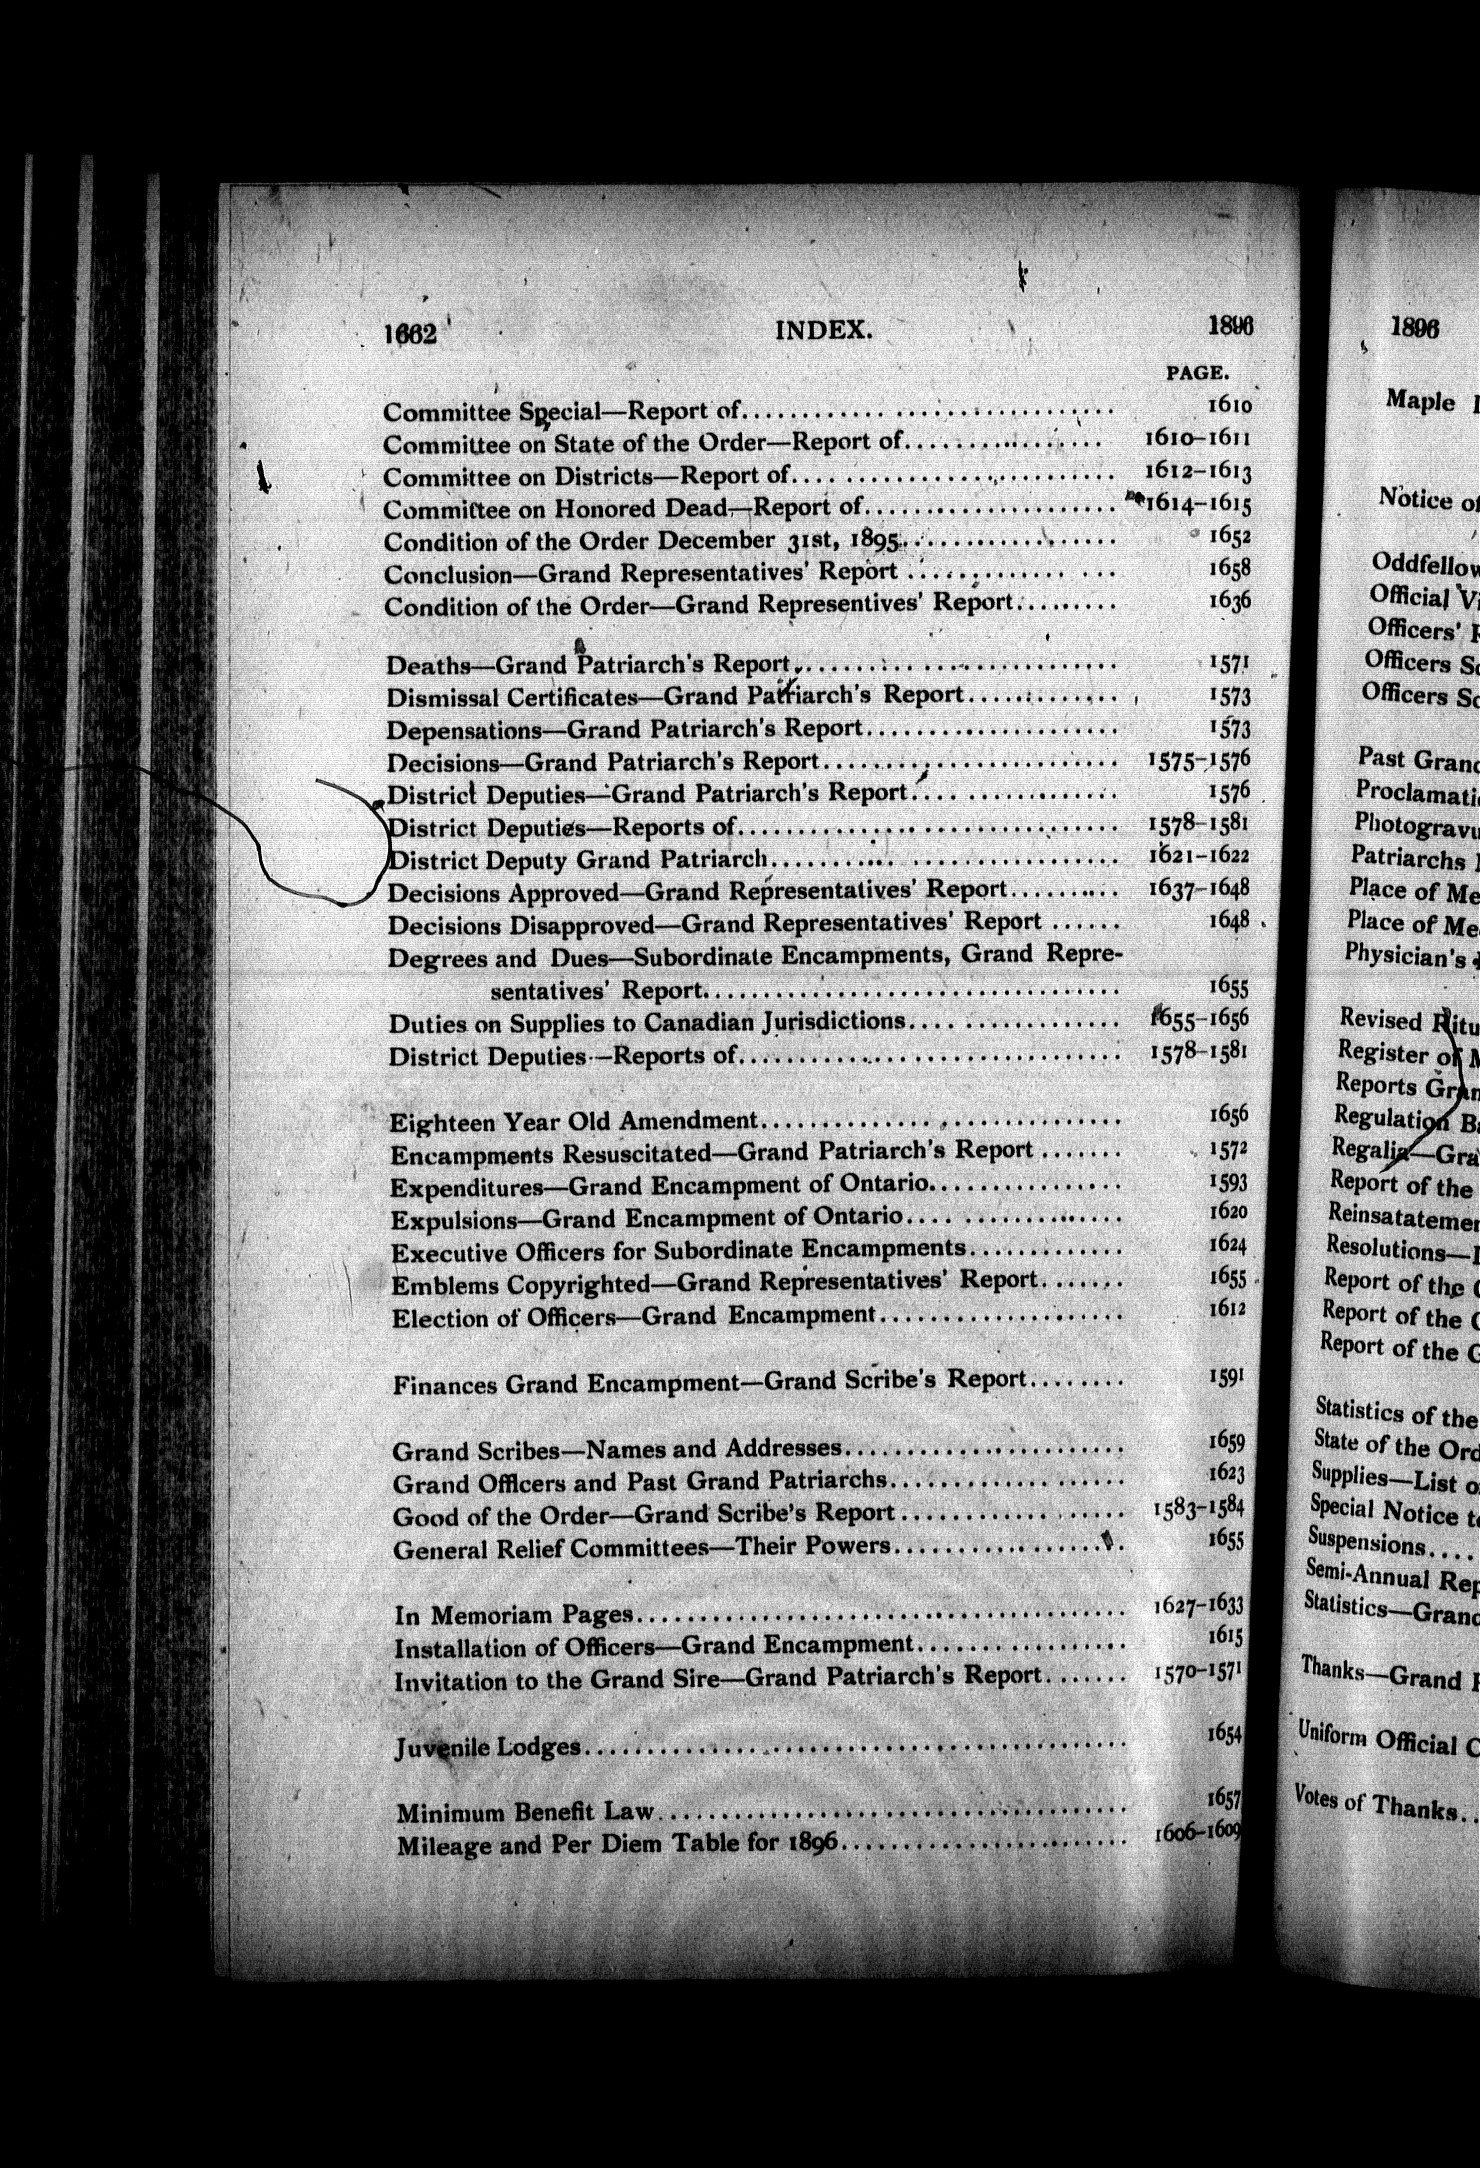 1662 INDEX. 1896
PAGE.
Committee Special—Report of.................................. 1610
Committee on State of the Order—Report of................ 1610-1611
Committee on Districts—Report of.......................... 1612-1613
Committee on Honored Dead—Report of..................... 1614-1615
Condition of the Order December 31st, 1895.................. 1652
Conclusion—Grand Representatives' Report ................ 1658
Condition of the Order—Grand Representives' Report......... 1636
Deaths—Grand Patriarch's Report........................... 1571
Dismissal Certificates—Grand Patriarch's Report............. 1573
Depensations—Grand Patriarch's Report..................... 1573
Decisions—Grand Patriarch's Report........................ 1575-1576
District Deputies—Grand Patriarch's Report................. 1576
District Deputies—Reports of............................... 1578-1581
District Deputy Grand Patriarch............................ 1621-1622
Decisions Approved—Grand Representatives' Report......... 1637-1648
Decisions Disapproved—Grand Representatives' Report ...... 1648
Degrees and Dues—Subordinate Encampments, Grand Repre-
sentatives' Report.................................. 1655
Duties on Supplies to Canadian Jurisdictions................. 1655-1656
District Deputies—Reports of............................... 1578-1581
Eighteen Year Old Amendment............................. 1656
Encampments Resuscitated—Grand Patriarch's Report ....... 1572
Expenditures—Grand Encampment of Ontario................ 1593
Expulsions—Grand Encampment of Ontario.................. 1620
Executive Officers for Subordinate Encampments............. 1624
Emblems Copyrighted—Grand Representatives' Report....... 1655
Election of Officers—Grand Encampment.................... 1612
Finances Grand Encampment—Grand Scribe's Report........ 1591
Grand Scribes—Names and Addresses....................... 1659
Grand Officers and Past Grand Patriarchs................... 1623
Good of the Order—Grand Scribe's Report.................. 1583-1584
General Relief Committees—Their Powers................... 1655
In Memoriam Pages........................................ 1627-1633
Installation of Officers—Grand Encampment................. 1615
Invitation to the Grand Sire—Grand Patriarch's Report....... 1570-1571
Juvenile Lodges............................................ 1654
Minimum Benefit Law...................................... 1657
Mileage and Per Diem Table for 1896....................... 1606-1609
1896
Maple
Notice of
Oddfellow
Official
Officers'
Officers
Officers
Past Grand
Proclamati
Photogravu
Patriarchs
Place of Me
Place of Me
Physician's
Revised Ritu
Register of
Reports Gran
Regulation
Regalia—Gra
Report of the
Reinsatatemen
Resolutions—
Report of the
Report of the
Report of the
Statistics of the
State of the Ord
Supplies—List
Special Notice
Suspensions....
Semi-Annual Rep
Statistics—Grand
Thanks—Grand
Uniform Official
Votes of Thanks..